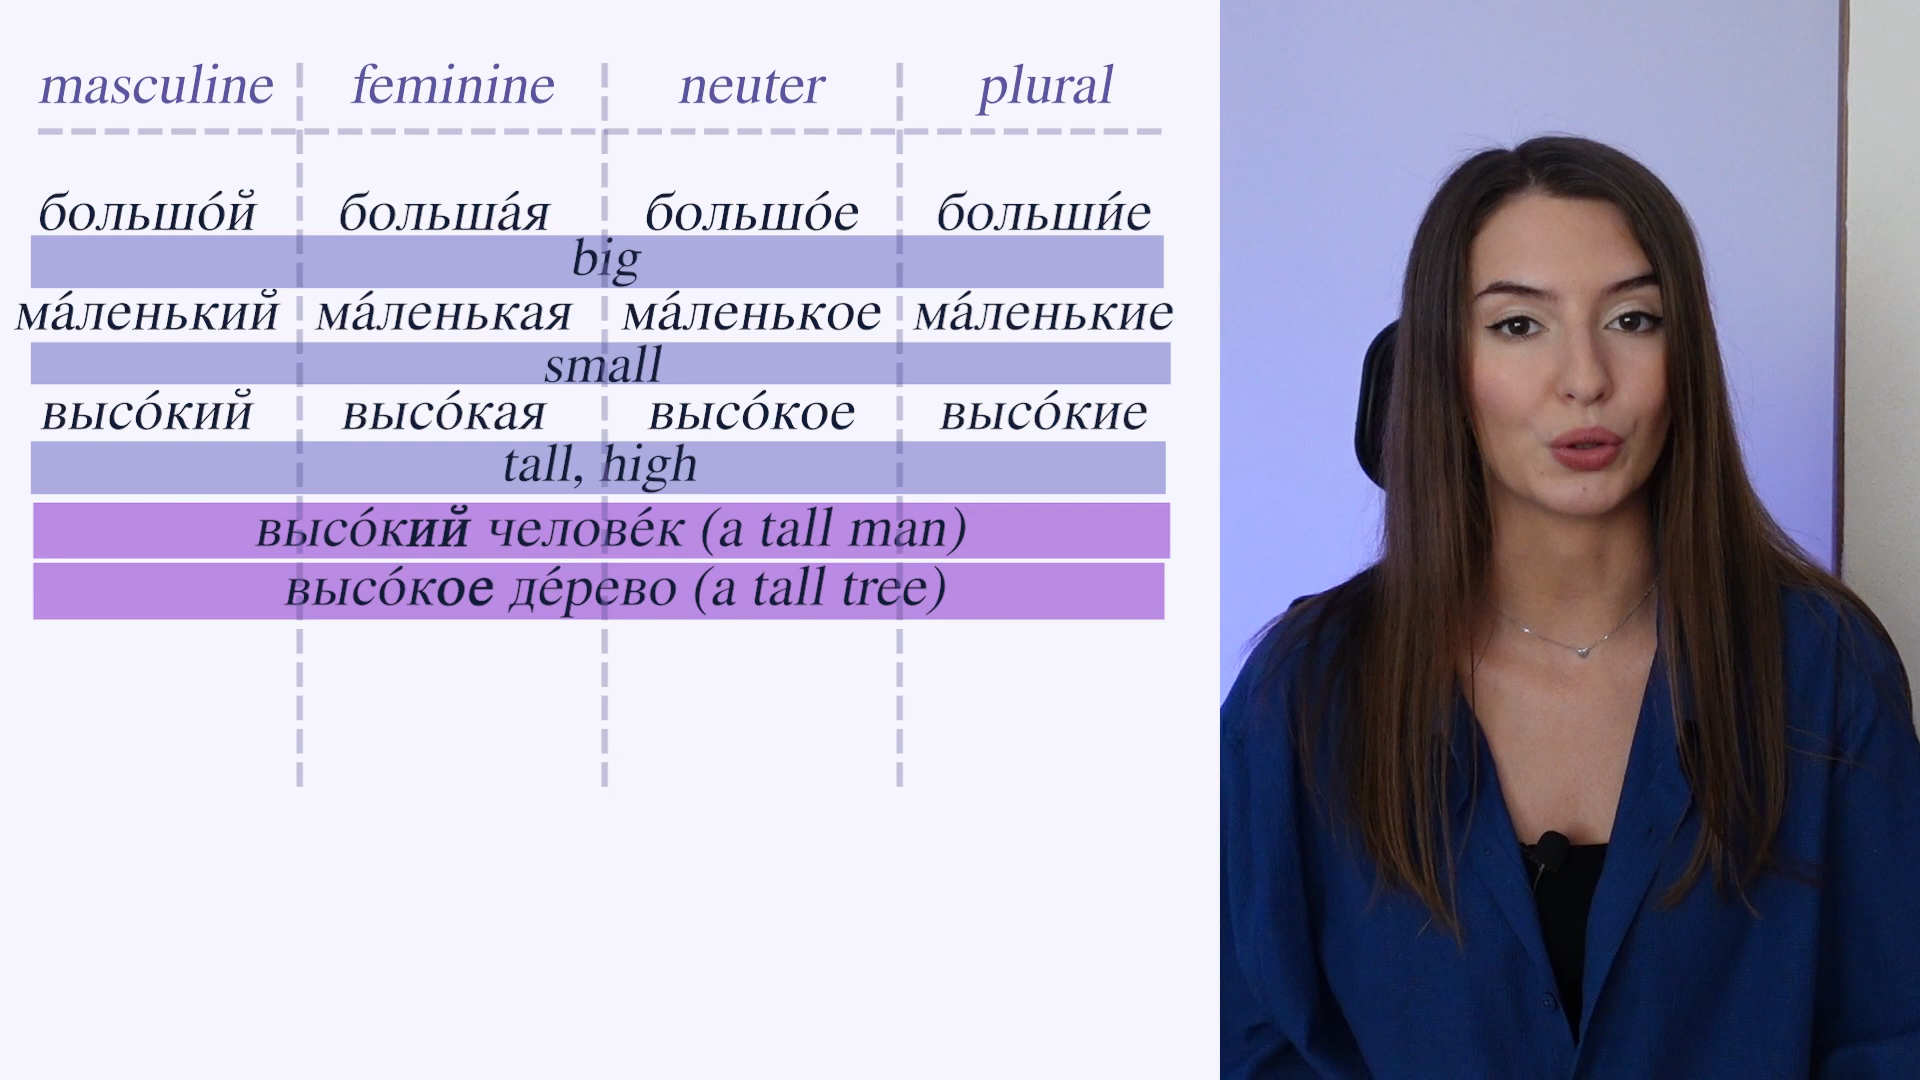 masculine feminine neuter plural
большо́й больша́я большо́е больши́е
big
ма́ленький ма́ленькая ма́ленькое ма́ленькие
small
высо́кий высо́кая высо́кое высо́кие
tall, high
высо́кий челове́к (a tall man)
высо́кое де́рево (a tall tree)